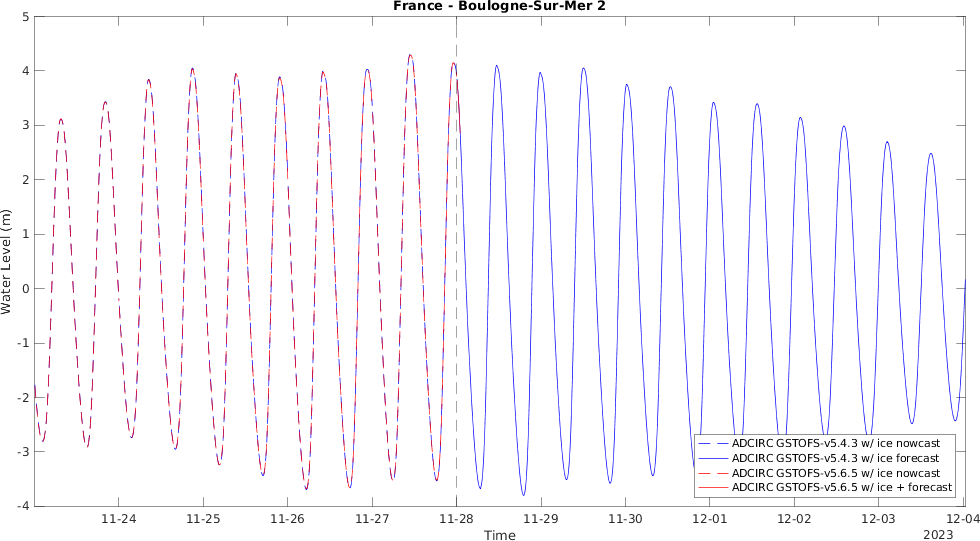 France - Boulogne-Sur-Mer 2
5
4
3
2
1
0
-1
-2
-3
-4
Water Level (m)
ADCIRC GSTOFS-v5.4.3 w/ ice nowcast
ADCIRC GSTOFS-v5.4.3 w/ ice forecast
ADCIRC GSTOFS-v5.6.5 w/ ice nowcast
ADCIRC GSTOFS-v5.6.5 w/ ice + forecast
11-24 11-25 11-26 11-27 11-28 11-29 11-30 12-01 12-02 12-03 12-04
Time
2023